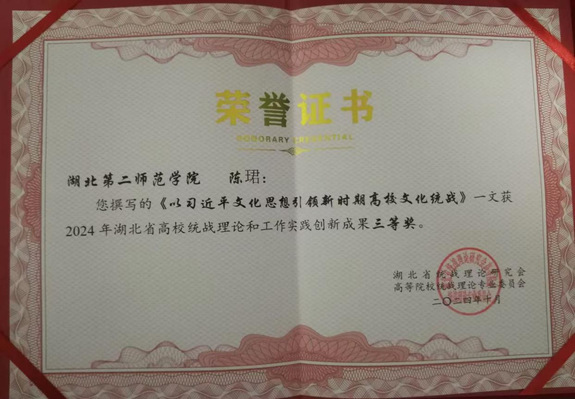 荣誉证书
HONORARY CREDENTIAL
湖北第二师范学院 陈珺：
您撰写的《以习近平文化思想引领新时期高校文化统战》一文获
2024年湖北省高校统战理论和工作实践创新成果三等奖。
湖北省统战理论研究会
高等院校统战理论专业委员会
二〇二四年十月